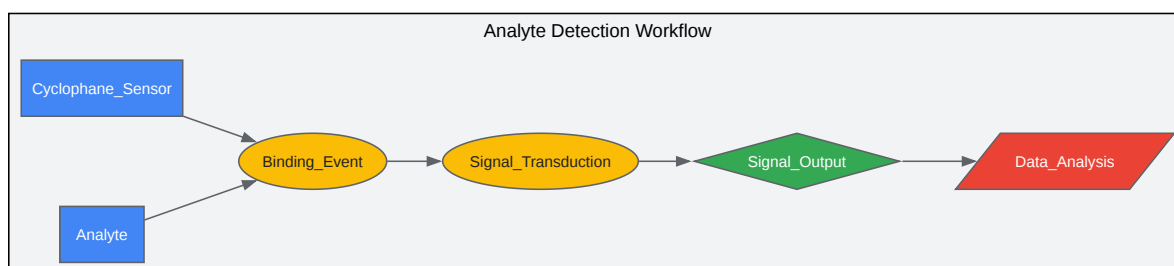 Analyte Detection Workflow
Cyclophane_Sensor
Binding_Event
Signal_Transduction
Signal_Output
Data_Analysis
Analyte